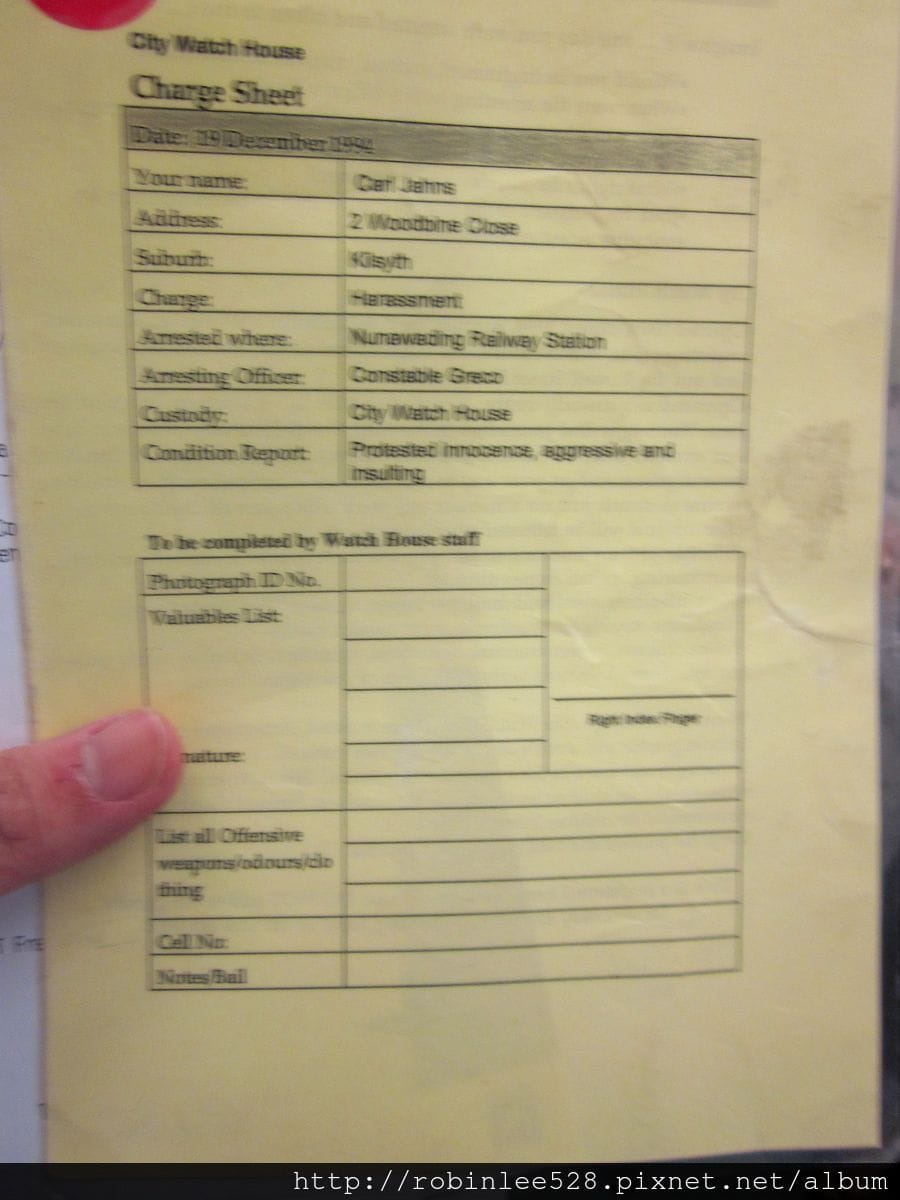 City Watch House
Charge Sheet
Date: 19 December 1994
Your name: Carl Jahns
Address: 2 Woodbine Close
Suburb: Kilsyth
Charge: Harassment
Arrested where: Nunawading Railway Station
Arresting Officer: Constable Greco
Custody: City Watch House
Condition Report: Protested innocence, aggressive and
insulting
To be completed by Watch House staff
Photograph ID No.
Valuables List:
Right Index Finger
nature:
List all Offensive
weapons/odours/clo
thing
Cell No:
Notes/Bail
http://robinlee528.pixnet.net/album